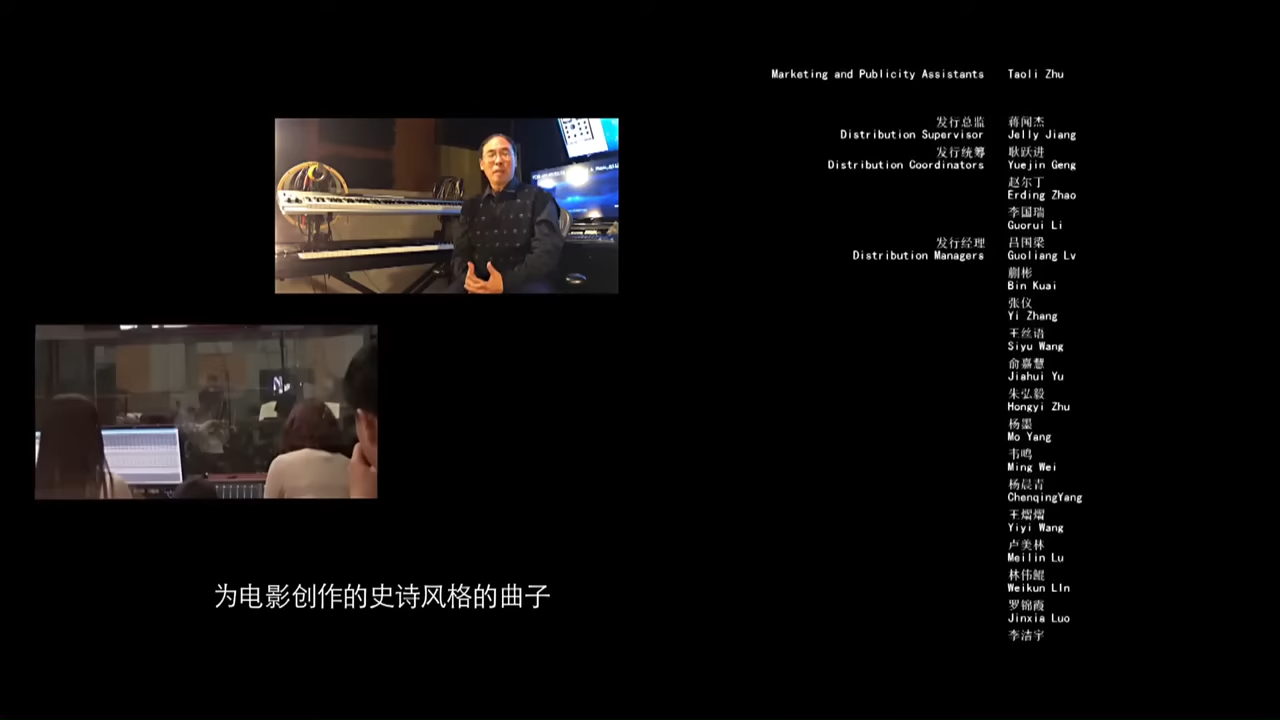 Marketing and Publicity Assistants Taoli Zhu
发行总监 蒋闻杰
Distribution Supervisor Jelly Jiang
发行统筹 耿跃进
Distribution Coordinators Yuejin Geng
赵尔丁
Erding Zhao
李国瑞
Guorui Li
发行经理 吕国梁
Distribution Managers Guoliang Lv
蒯彬
Bin Kuai
张仪
Yi Zhang
王丝语
Siyu Wang
俞嘉慧
Jiahui Yu
朱弘毅
Hongyi Zhu
杨墨
Mo Yang
韦鸣
Ming Wei
杨晨青
ChenqingYang
王熠熠
Yiyi Wang
卢美林
Meilin Lu
林伟鲲
Weikun LIn
罗锦霞
Jinxia Luo
李洁宇
为电影创作的史诗风格的曲子